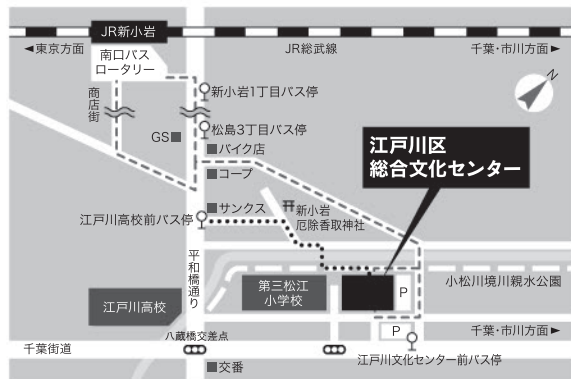 JR新小岩
◄東京方面
JR総武線
千葉・市川方面►
南口バス
ロータリー
商店街
新小岩1丁目バス停
松島3丁目バス停
GS
バイク店
コープ
江戸川区
総合文化センター
サンクス
新小岩
厄除香取神社
江戸川高校前バス停
平和橋通り
小松川境川親水公園
第三松江
小学校
P
江戸川高校
P
千葉・市川方面►
八蔵橋交差点
千葉街道
江戸川文化センター前バス停
交番
N